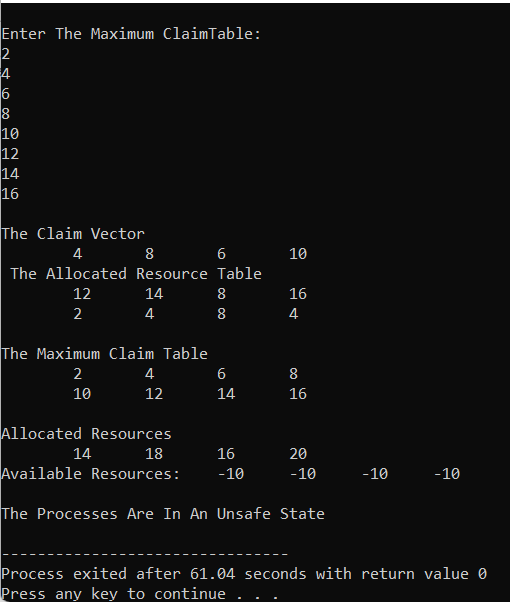 Enter The Maximum ClaimTable:
2
4
6
8
10
12
14
16
The Claim Vector
4 8 6 10
The Allocated Resource Table
12 14 8 16
2 4 8 4
The Maximum Claim Table
2 4 6 8
10 12 14 16
Allocated Resources
14 18 16 20
Available Resources: -10 -10 -10 -10
The Processes Are In An Unsafe State
--------------------------------
Process exited after 61.04 seconds with return value 0
Press any key to continue . . .